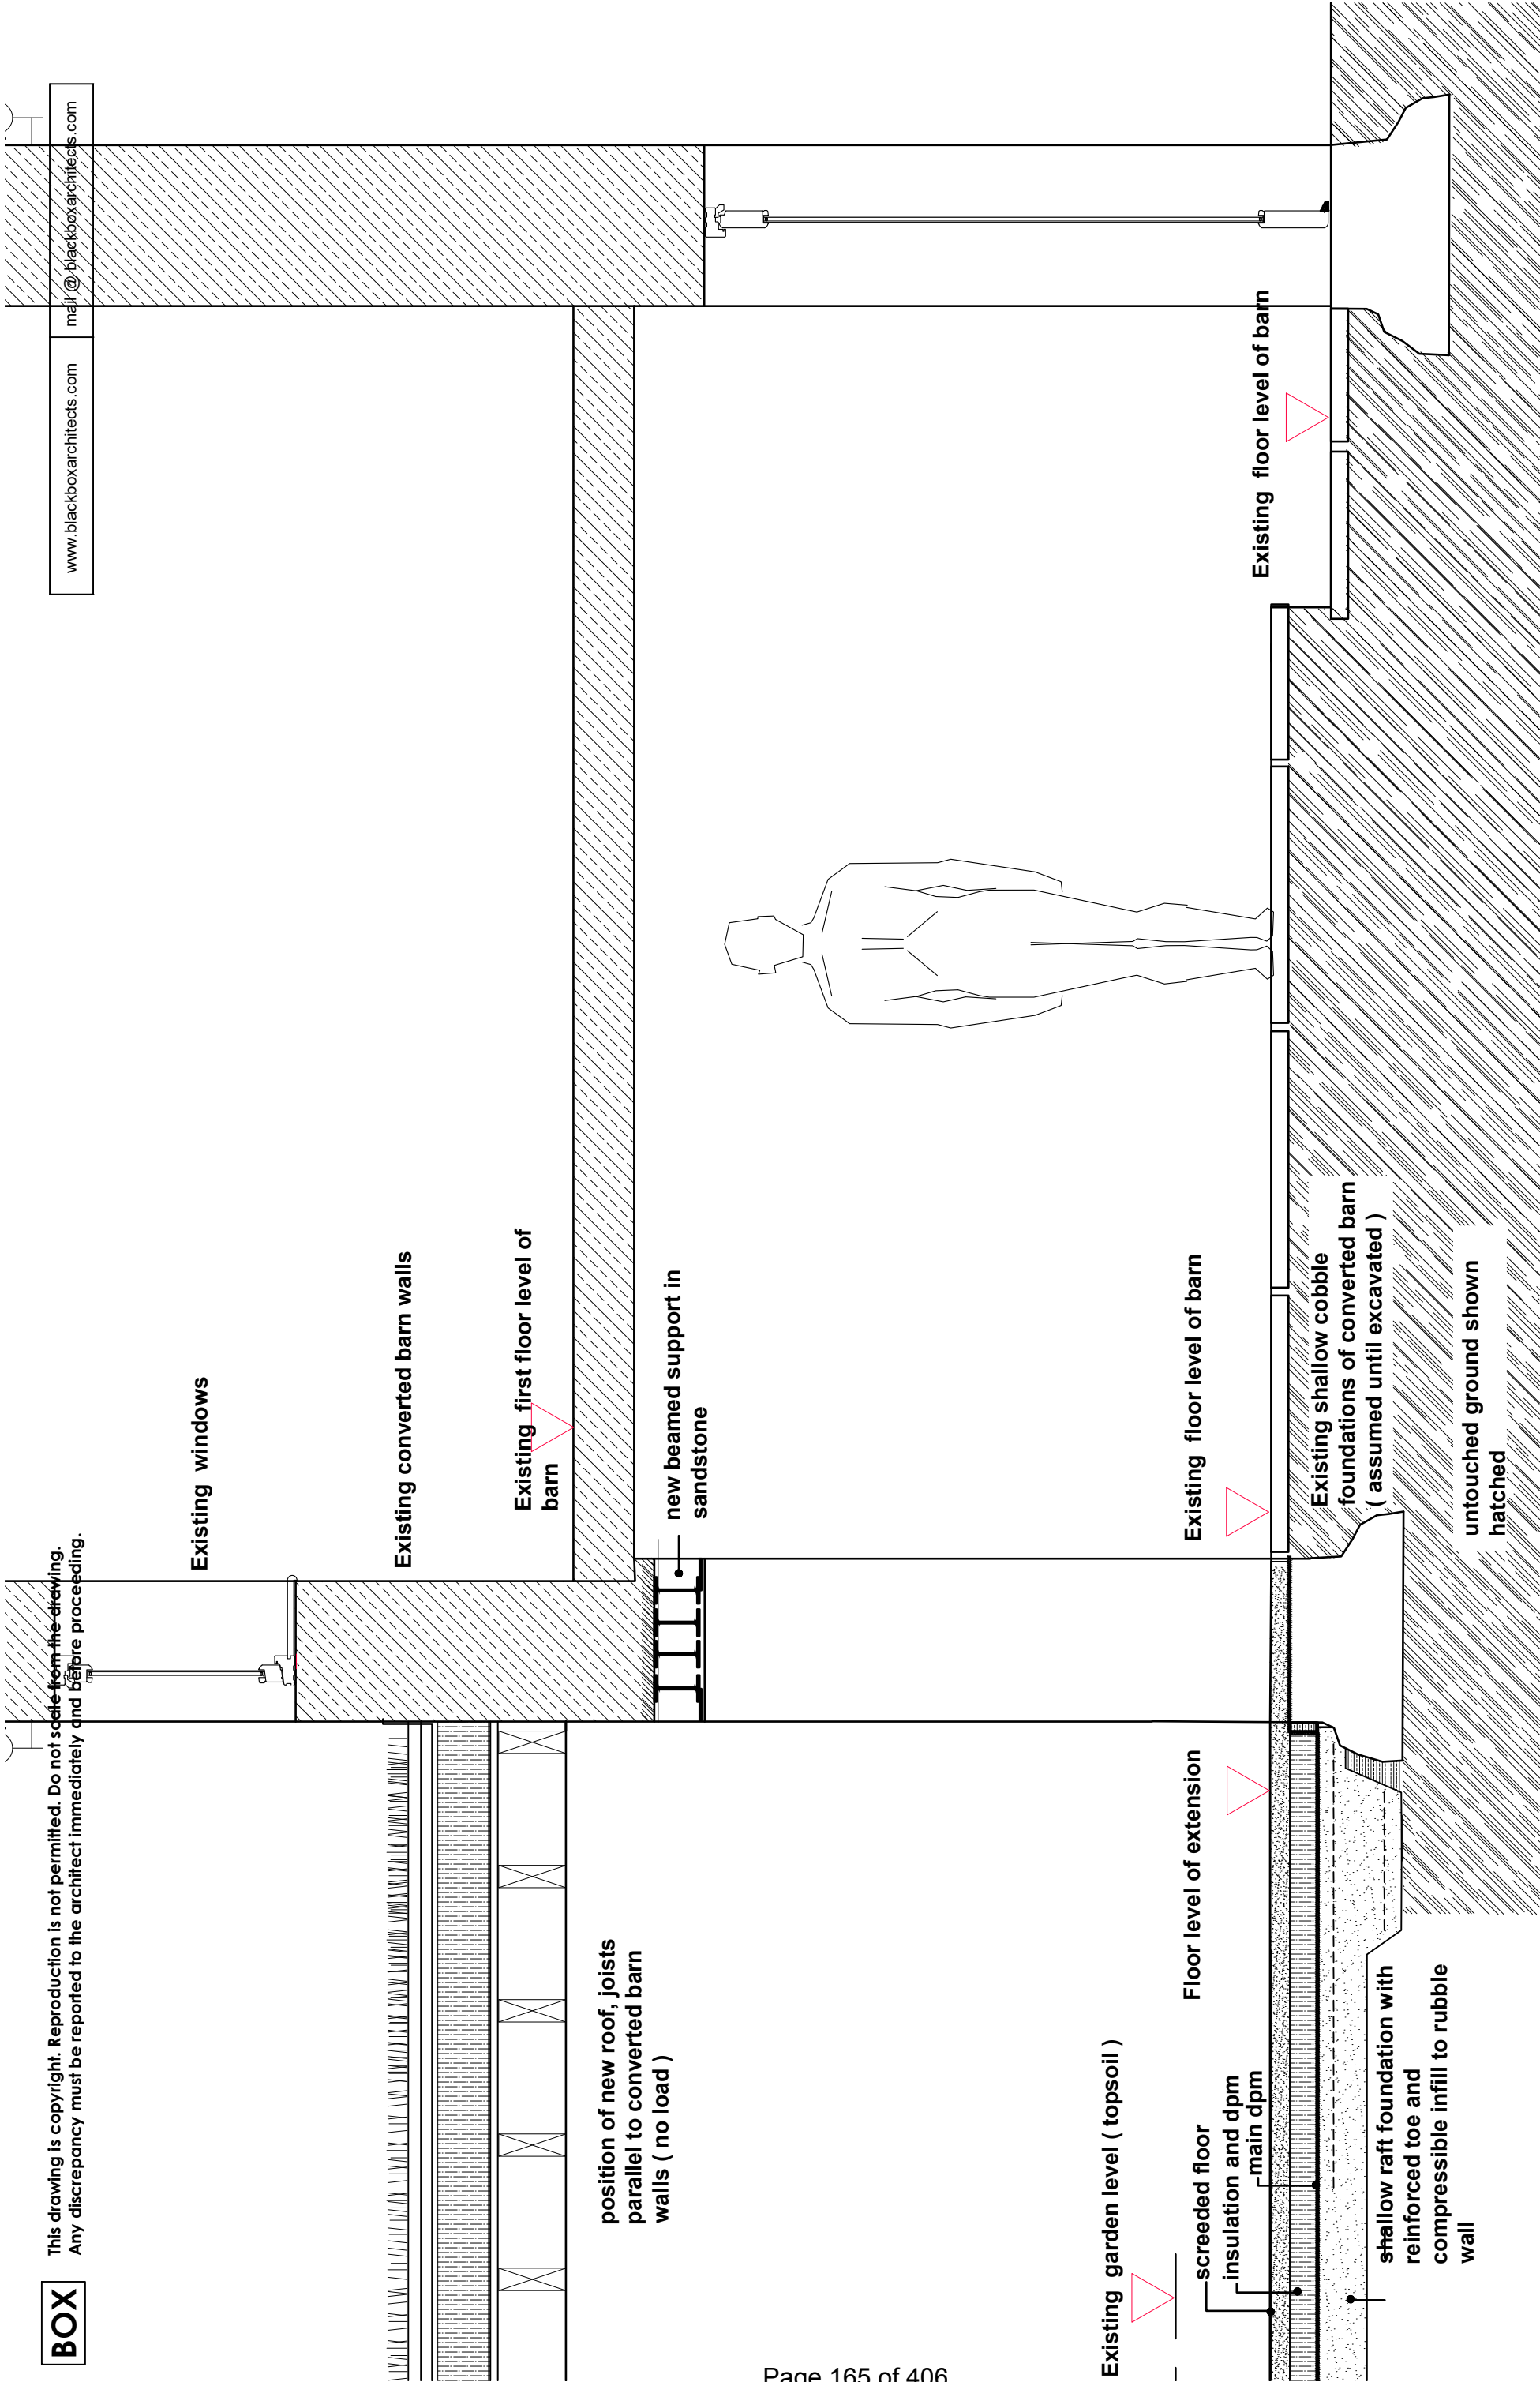 BOX
This drawing is copyright. Reproduction is not permitted. Do not scale from the drawing.
Any discrepancy must be reported to the architect immediately and before proceeding.
www.blackboxarchitects.com
mail @ blackboxarchitects.com
Existing windows
Existing converted barn walls
Existing first floor level of
barn
new beamed support in
sandstone
position of new roof, joists
parallel to converted barn
walls ( no load )
Existing garden level ( topsoil )
Floor level of extension
Existing floor level of barn
Existing floor level of barn
screeded floor
insulation and dpm
main dpm
Existing shallow cobble
foundations of converted barn
( assumed until excavated )
shallow raft foundation with
reinforced toe and
compressible infill to rubble
wall
untouched ground shown
hatched
Page 165 of 406